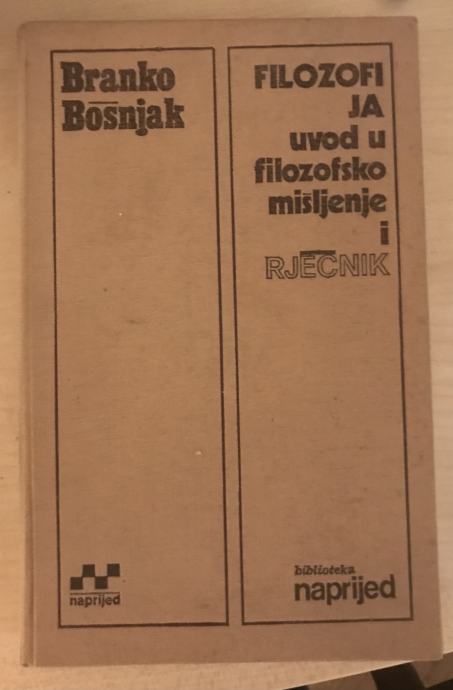 Branko
Bošnjak
FILOZOFI
JA
uvod u
filozofsko
mišljenje
i
RJEČNIK
naprijed
biblioteka
naprijed